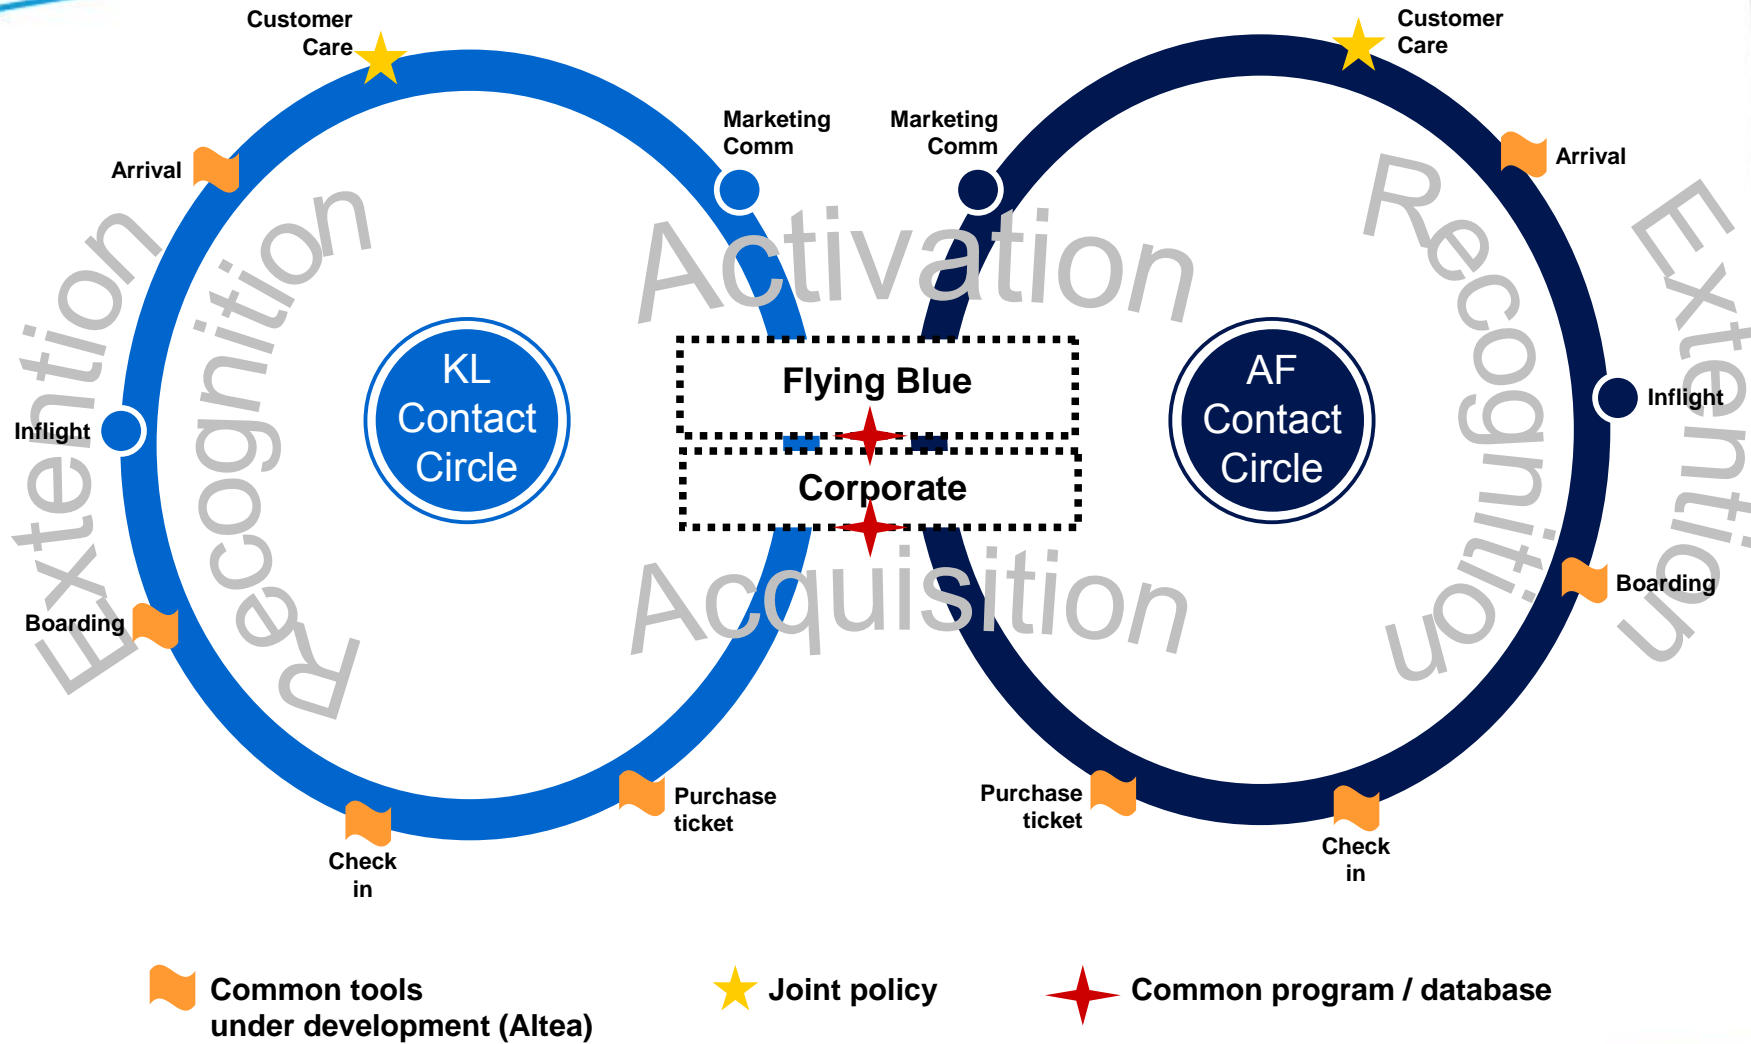 Customer
Care
Customer
Care
Marketing
Comm
Marketing
Comm
Arrival
Arrival
Extention
Recognition
Activation
Recognition
Extention
KL
Contact
Circle
Flying Blue
AF
Contact
Circle
Inflight
Inflight
Corporate
Acquisition
Boarding
Boarding
Purchase
ticket
Purchase
ticket
Check
in
Check
in
Common tools
under development (Altea)
Joint policy
Common program / database